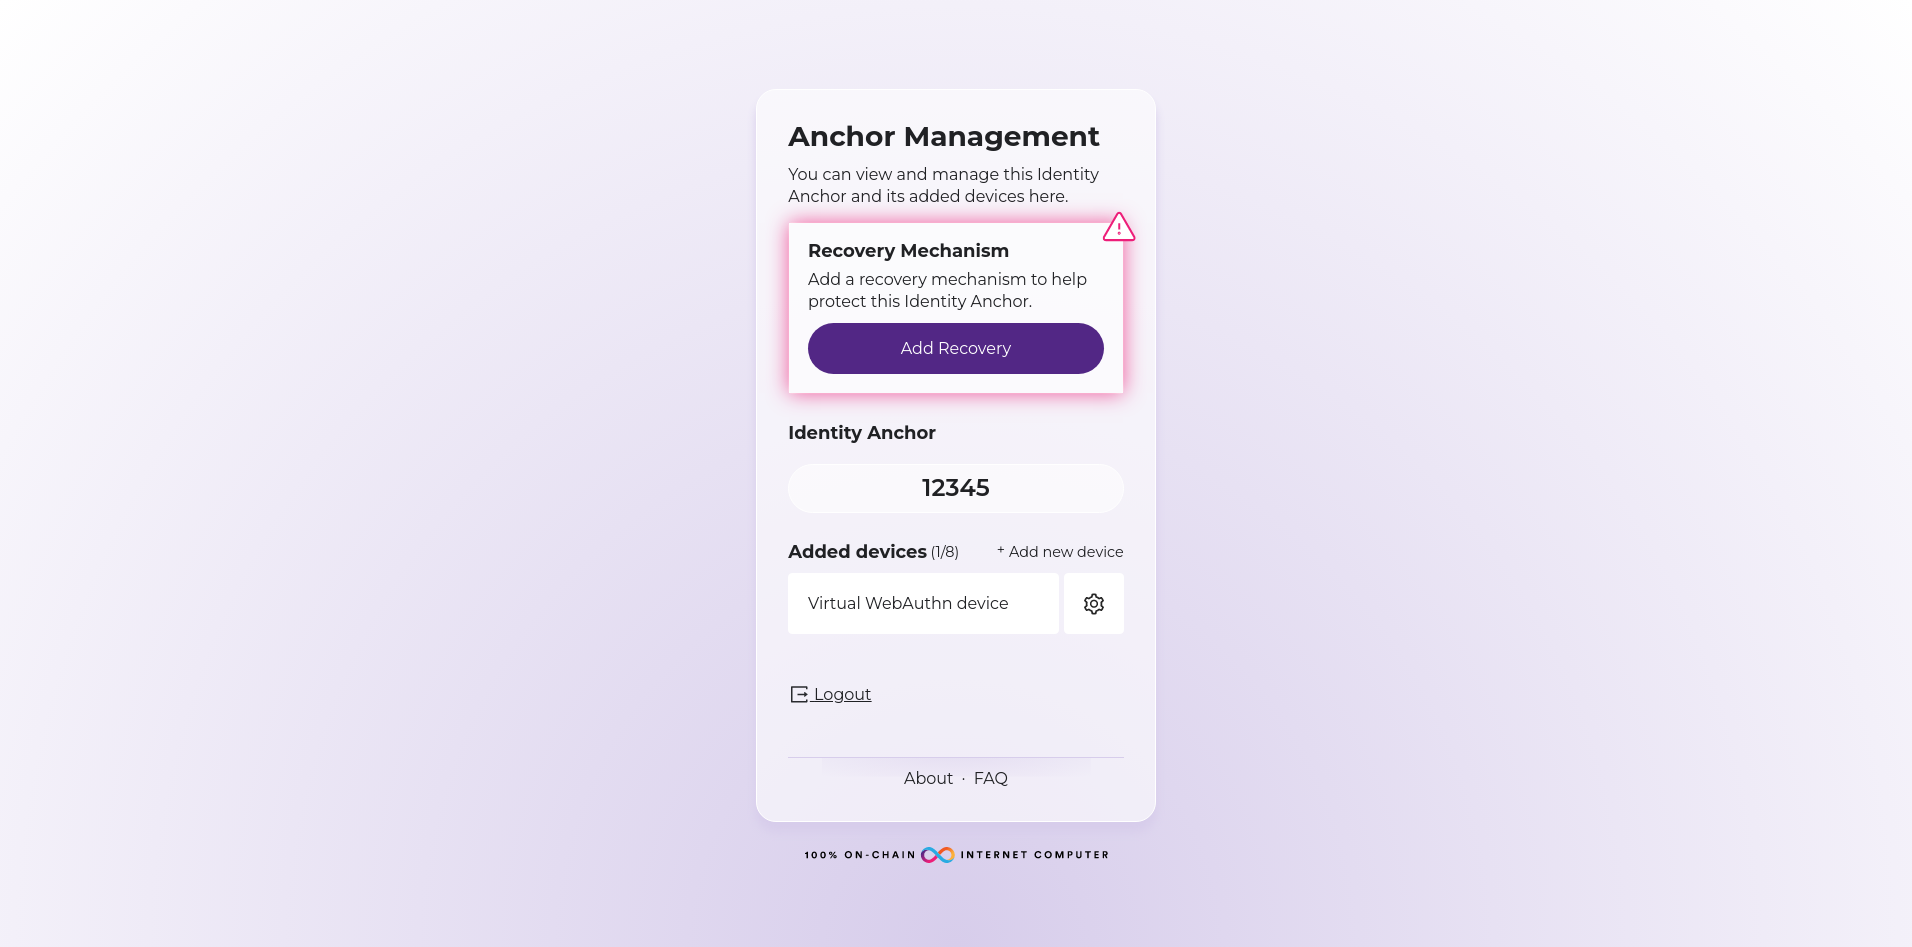 Anchor Management
You can view and manage this Identity
Anchor and its added devices here.
Recovery Mechanism
Add a recovery mechanism to help
protect this Identity Anchor.
Add Recovery
Identity Anchor
12345
Added devices (1/8) + Add new device
Virtual WebAuthn device
Logout
About · FAQ
100% ON-CHAIN INTERNET COMPUTER